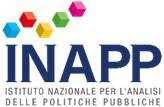 INAPP
ISTITUTO NAZIONALE PER L'ANALISI
DELLE POLITICHE PUBBLICHE